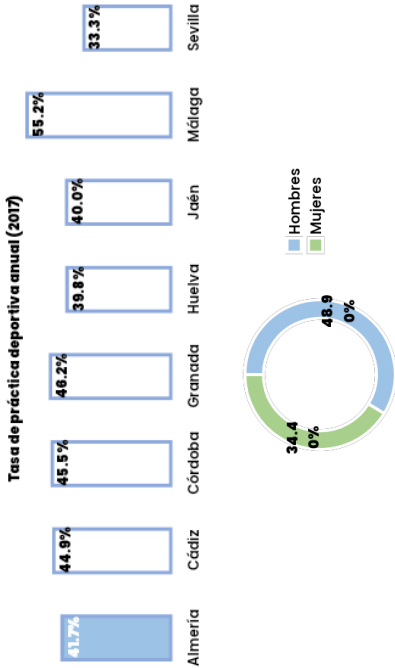 Tasa de práctica deportiva anual (2017)
41.7%
44.9%
45.5%
46.2%
39.8%
40.0%
55.2%
33.3%
Almería
Cádiz
Córdoba
Granada
Huelva
Jaén
Málaga
Sevilla
Hombres
Mujeres
34.4
0%
48.9
0%